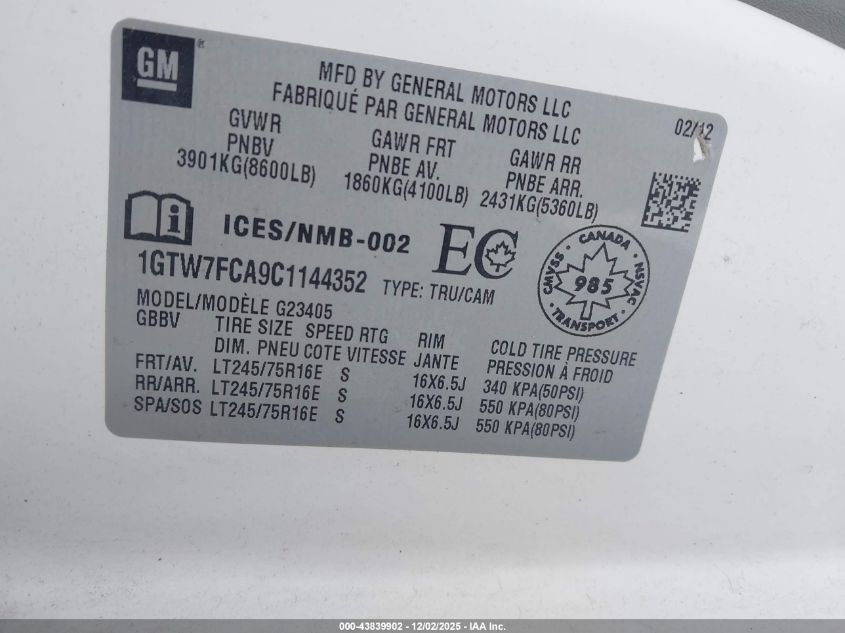 GM®
MFD BY GENERAL MOTORS LLC
FABRIQUÉ PAR GENERAL MOTORS LLC
02/12
GVWR
PNBV
3901KG(8600LB)
GAWR FRT
PNBE AV.
1860KG(4100LB)
GAWR RR
PNBE ARR.
2431KG(5360LB)
i
ICES/NMB-002
EC
CANADA
CMVSS
985
NSVAC
TRANSPORT
1GTW7FCA9C1144352 TYPE: TRU/CAM
MODEL/MODÈLE G23405
GBBV TIRE SIZE SPEED RTG RIM COLD TIRE PRESSURE
DIM. PNEU COTE VITESSE JANTE PRESSION À FROID
FRT/AV. LT245/75R16E S 16X6.5J 340 KPA(50PSI)
RR/ARR. LT245/75R16E S 16X6.5J 550 KPA(80PSI)
SPA/SOS LT245/75R16E S 16X6.5J 550 KPA(80PSI)
000-43839902 - 12/02/2025 - IAA Inc.